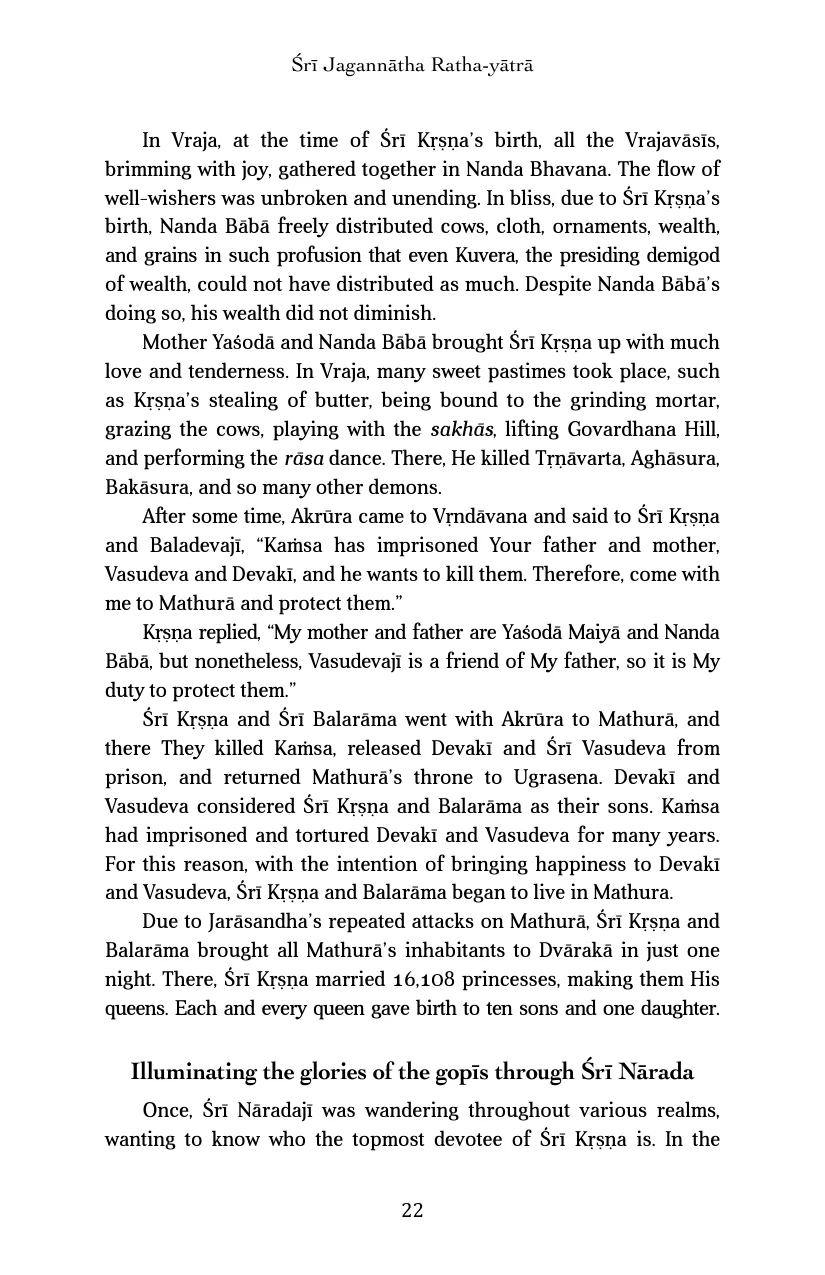 Śrī Jagannātha Ratha-yātrā
In Vraja, at the time of Śrī Kṛṣṇa’s birth, all the Vrajavāsīs,
brimming with joy, gathered together in Nanda Bhavana. The flow of
well-wishers was unbroken and unending. In bliss, due to Śrī Kṛṣṇa’s
birth, Nanda Bābā freely distributed cows, cloth, ornaments, wealth,
and grains in such profusion that even Kuvera, the presiding demigod
of wealth, could not have distributed as much. Despite Nanda Bābā’s
doing so, his wealth did not diminish.
Mother Yaśodā and Nanda Bābā brought Śrī Kṛṣṇa up with much
love and tenderness. In Vraja, many sweet pastimes took place, such
as Kṛṣṇa’s stealing of butter, being bound to the grinding mortar,
grazing the cows, playing with the sakhās, lifting Govardhana Hill,
and performing the rāsa dance. There, He killed Tṛṇāvarta, Aghāsura,
Bakāsura, and so many other demons.
After some time, Akrūra came to Vṛndāvana and said to Śrī Kṛṣṇa
and Baladevajī, “Kaṁsa has imprisoned Your father and mother,
Vasudeva and Devakī, and he wants to kill them. Therefore, come with
me to Mathurā and protect them.”
Kṛṣṇa replied, “My mother and father are Yaśodā Maiyā and Nanda
Bābā, but nonetheless, Vasudevajī is a friend of My father, so it is My
duty to protect them.”
Śrī Kṛṣṇa and Śrī Balarāma went with Akrūra to Mathurā, and
there They killed Kaṁsa, released Devakī and Śrī Vasudeva from
prison, and returned Mathurā’s throne to Ugrasena. Devakī and
Vasudeva considered Śrī Kṛṣṇa and Balarāma as their sons. Kaṁsa
had imprisoned and tortured Devakī and Vasudeva for many years.
For this reason, with the intention of bringing happiness to Devakī
and Vasudeva, Śrī Kṛṣṇa and Balarāma began to live in Mathura.
Due to Jarāsandha’s repeated attacks on Mathurā, Śrī Kṛṣṇa and
Balarāma brought all Mathurā’s inhabitants to Dvārakā in just one
night. There, Śrī Kṛṣṇa married 16,108 princesses, making them His
queens. Each and every queen gave birth to ten sons and one daughter.
Illuminating the glories of the gopīs through Śrī Nārada
Once, Śrī Nāradajī was wandering throughout various realms,
wanting to know who the topmost devotee of Śrī Kṛṣṇa is. In the
22